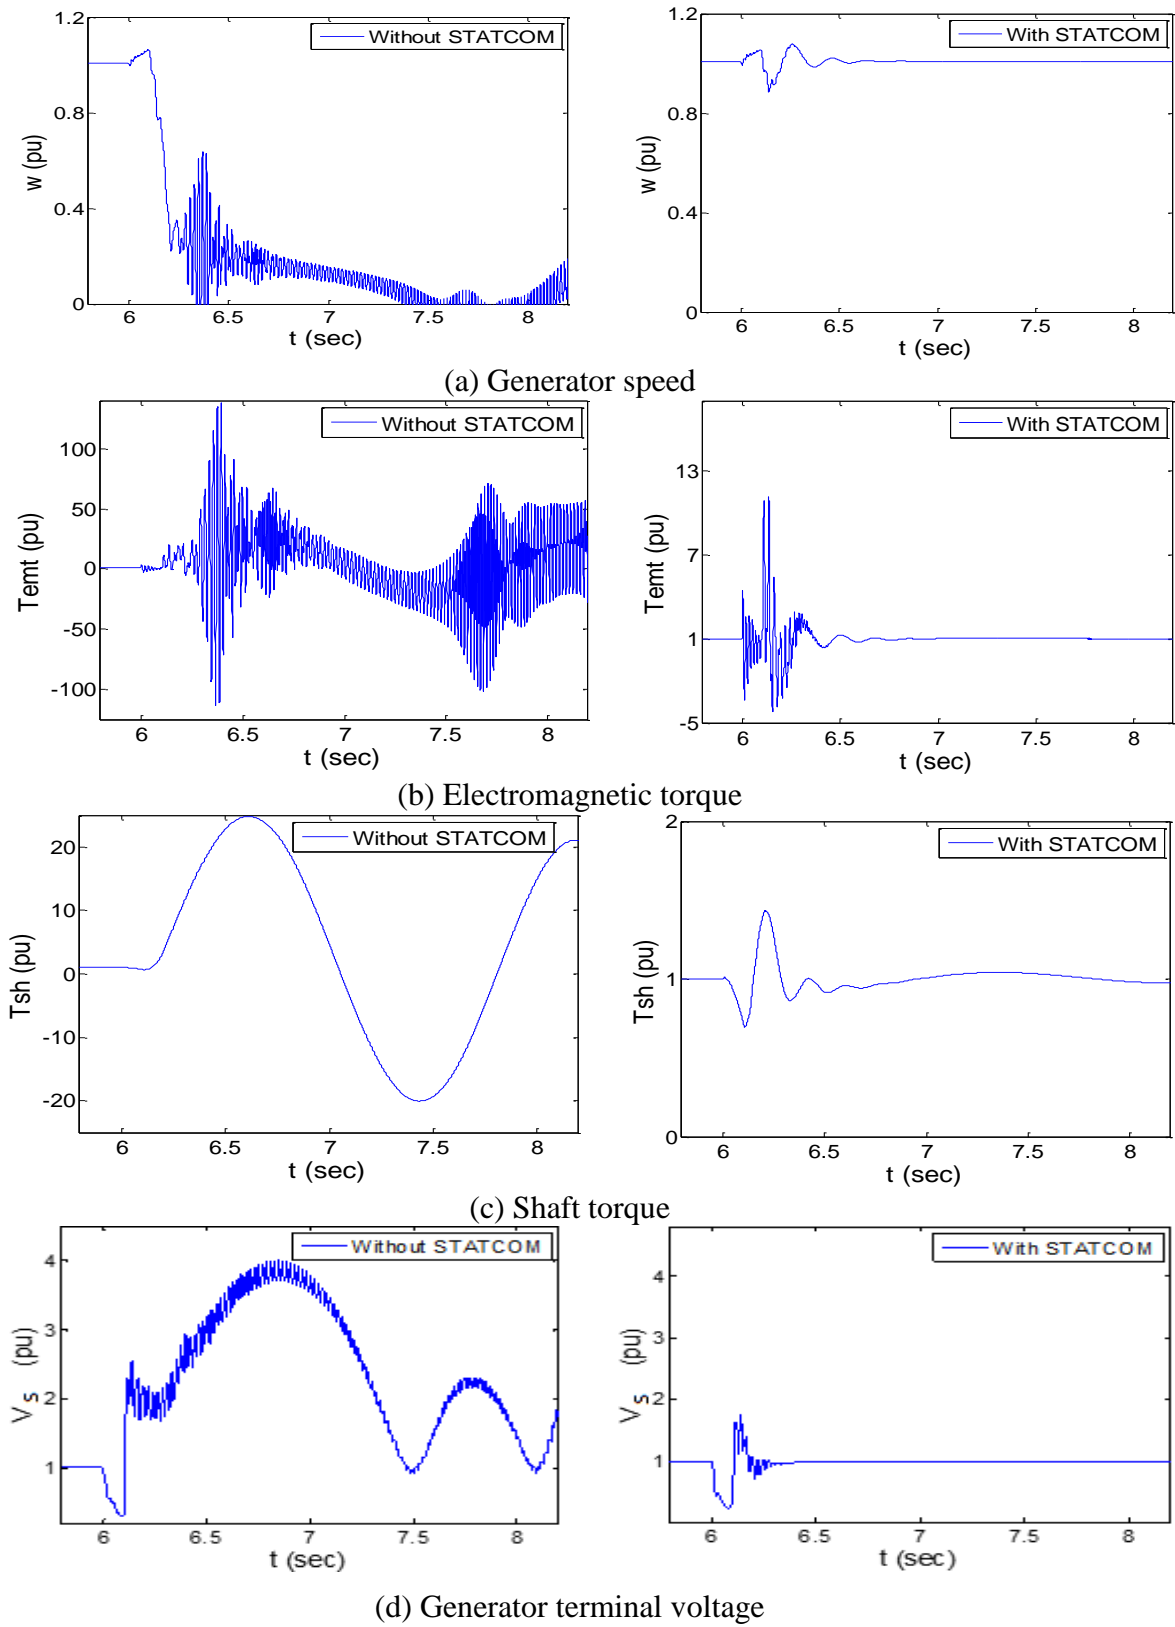 1.2
0.8
0.4
0
w (pu)
Without STATCOM
6 6.5 7 7.5 8
t (sec)
1.2
0.8
0.4
0
w (pu)
With STATCOM
6 6.5 7 7.5 8
t (sec)
(a) Generator speed
100
50
0
-50
-100
Temt (pu)
Without STATCOM
6 6.5 7 7.5 8
t (sec)
13
7
1
-5
Temt (pu)
With STATCOM
6 6.5 7 7.5 8
t (sec)
(b) Electromagnetic torque
20
10
0
-10
-20
Tsh (pu)
Without STATCOM
6 6.5 7 7.5 8
t (sec)
2
1
0
Tsh (pu)
With STATCOM
6 6.5 7 7.5 8
t (sec)
(c) Shaft torque
4
3
2
1
Vs (pu)
Without STATCOM
6 6.5 7 7.5 8
t (sec)
4
3
2
1
Vs (pu)
With STATCOM
6 6.5 7 7.5 8
t (sec)
(d) Generator terminal voltage